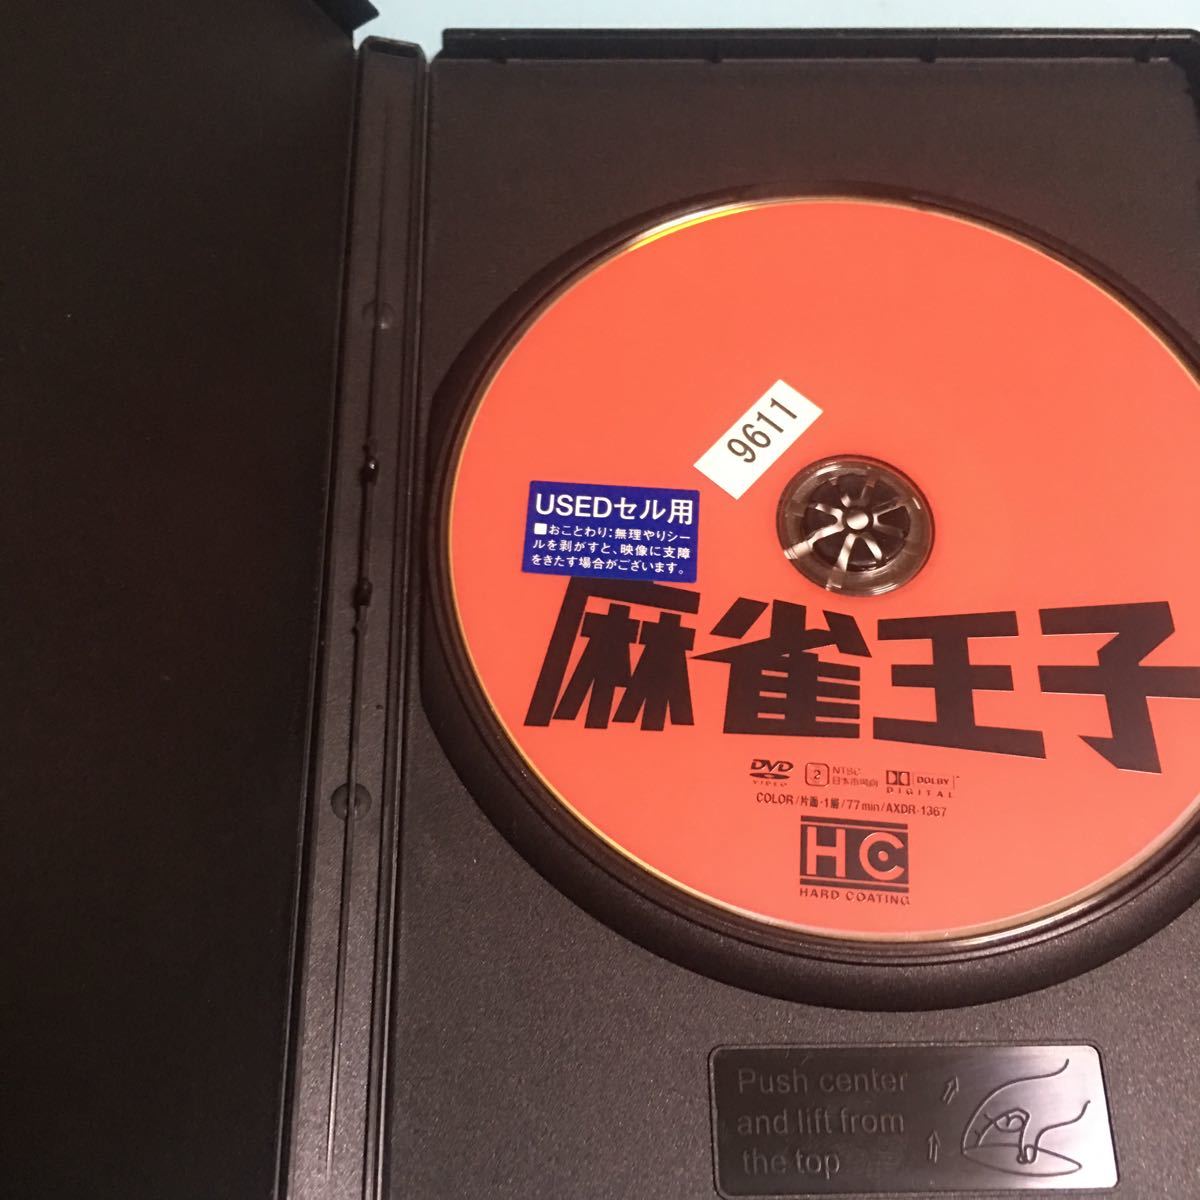 9611
USEDセル用
■おことわり:無理やりシー
ルを剥がすと、映像に支障
をきたす場合がございます。
麻雀王子
DVD
VIDEO
2
NTSC
日本市場向
DOLBY
DIGITAL
COLOR/片面・1層/77min/AXDR-1367
HC
HARD COATING
Push center
and lift from
the top